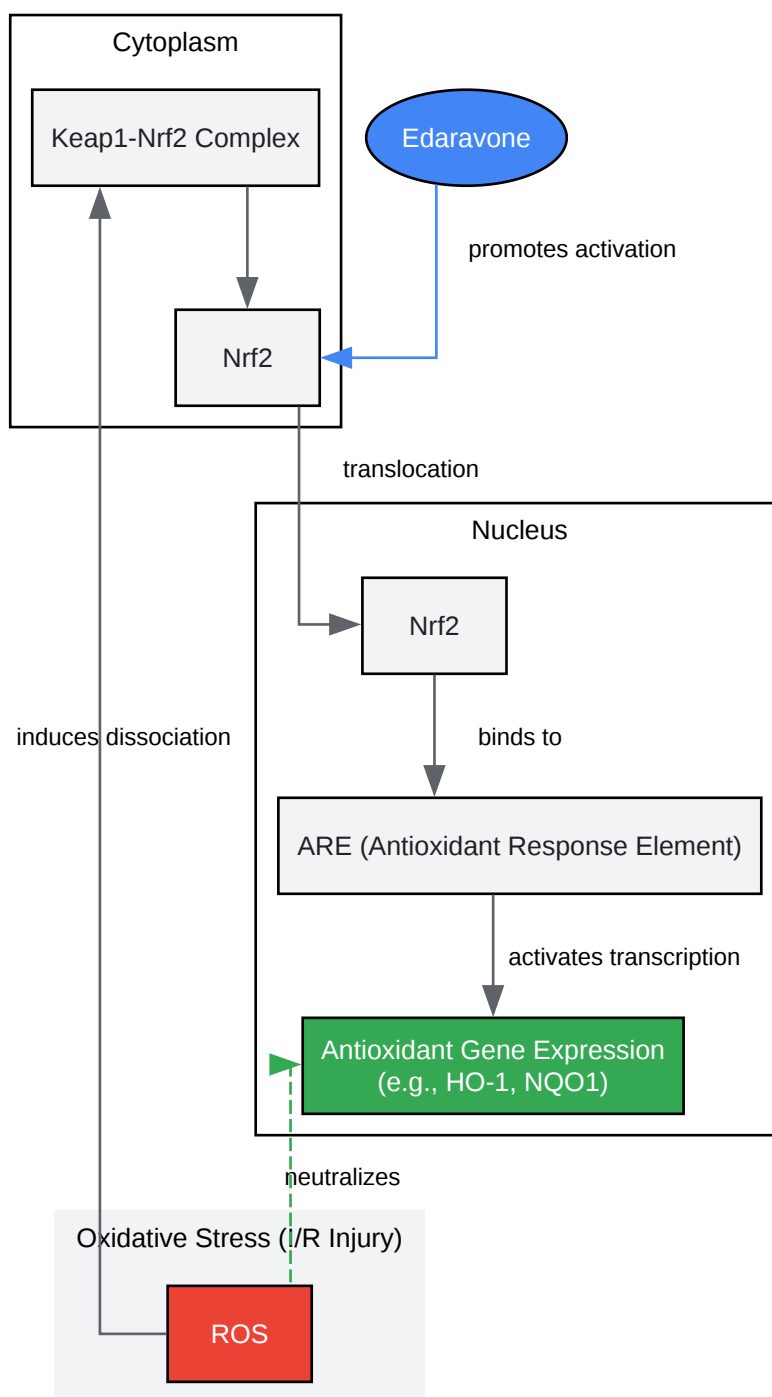 Cytoplasm
Keap1-Nrf2 Complex
Edaravone
promotes activation
Nrf2
translocation
Nucleus
Nrf2
induces dissociation
binds to
ARE (Antioxidant Response Element)
activates transcription
Antioxidant Gene Expression
(e.g., HO-1, NQO1)
neutralizes
Oxidative Stress (I/R Injury)
ROS